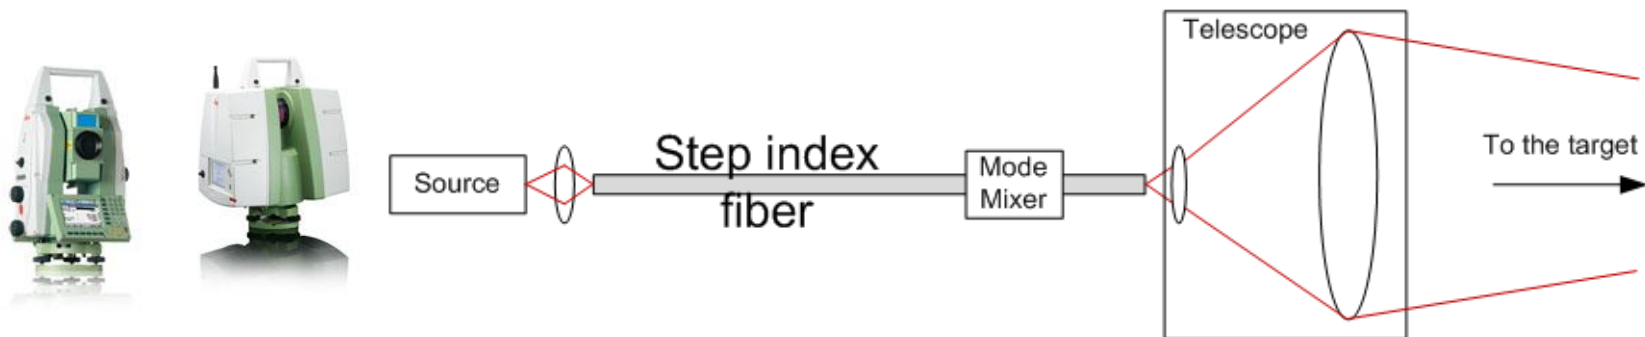 Source
Step index
fiber
Mode
Mixer
Telescope
To the target